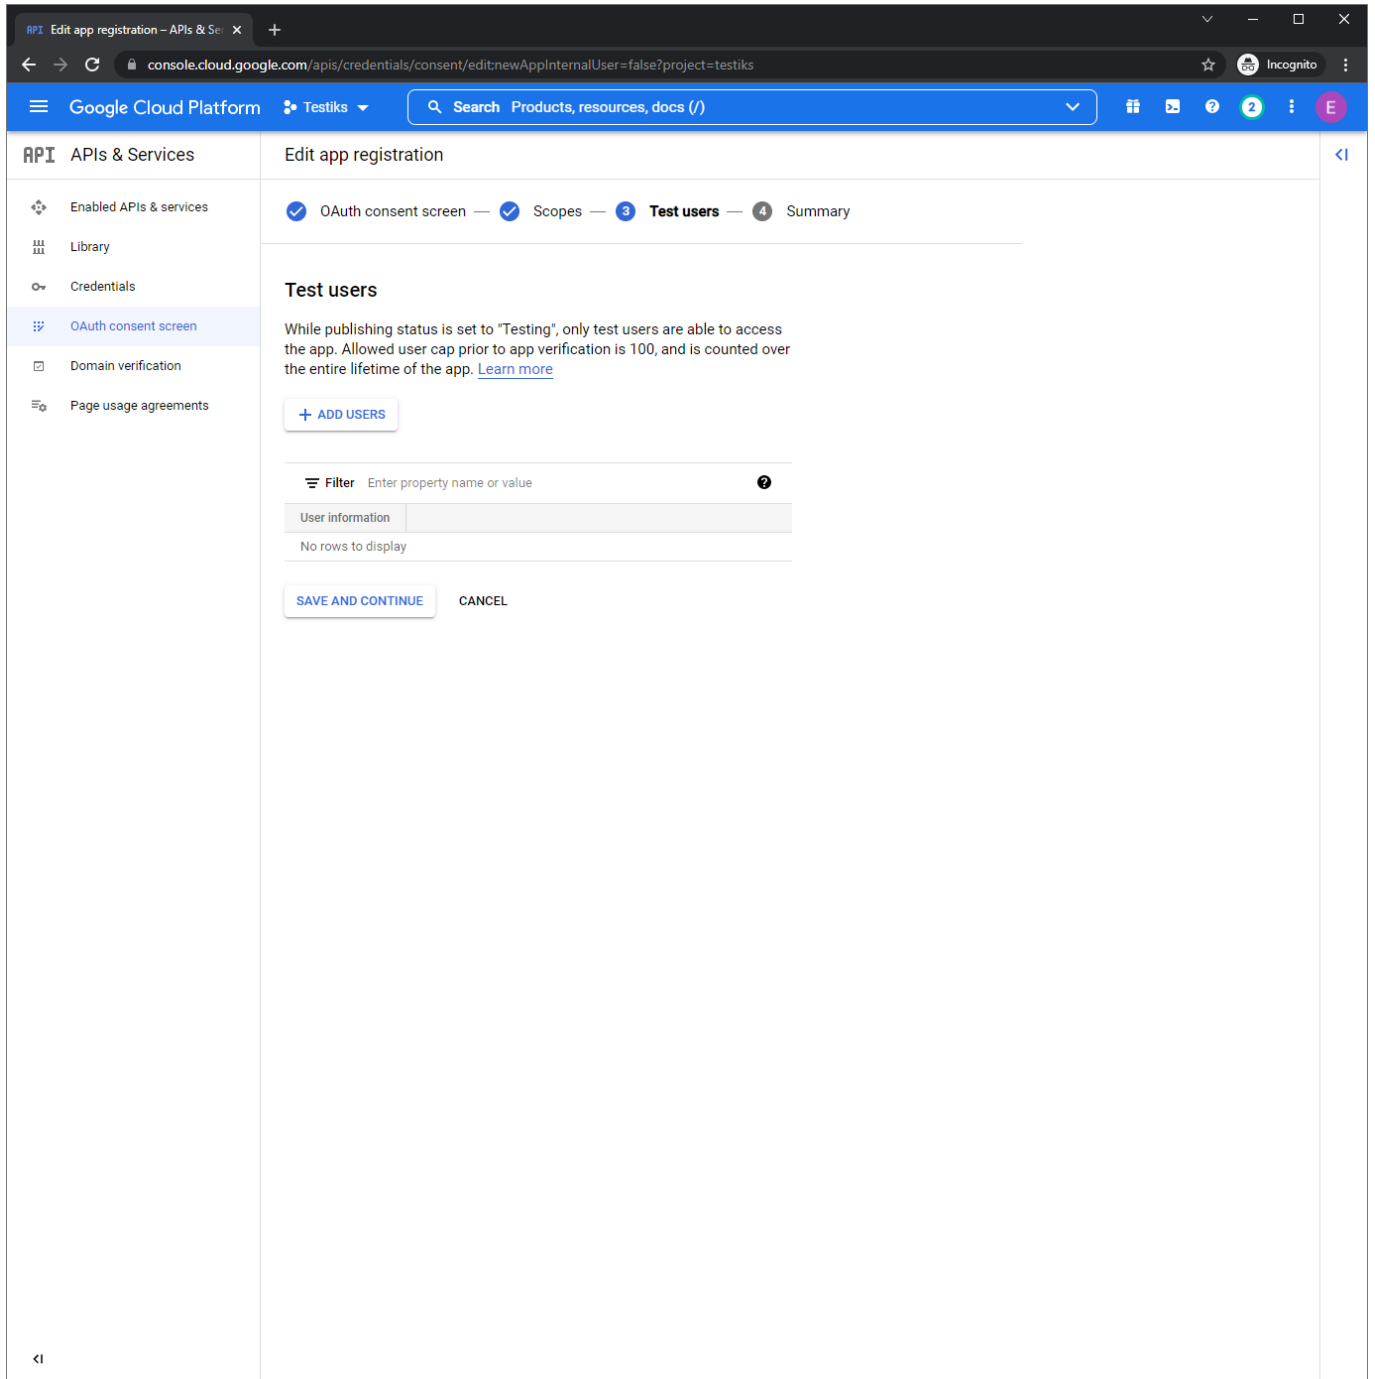 API Edit app registration – APIs & Ser
console.cloud.google.com/apis/credentials/consent/edit;newAppInternalUser=false?project=testiks
Incognito
Google Cloud Platform
Testiks
Search Products, resources, docs (/)
2
E
API APIs & Services
Edit app registration
Enabled APIs & services
Library
Credentials
OAuth consent screen
Domain verification
Page usage agreements
OAuth consent screen — Scopes — 3 Test users — 4 Summary
Test users
While publishing status is set to "Testing", only test users are able to access
the app. Allowed user cap prior to app verification is 100, and is counted over
the entire lifetime of the app. Learn more
+ ADD USERS
Filter Enter property name or value
User information
No rows to display
SAVE AND CONTINUE
CANCEL